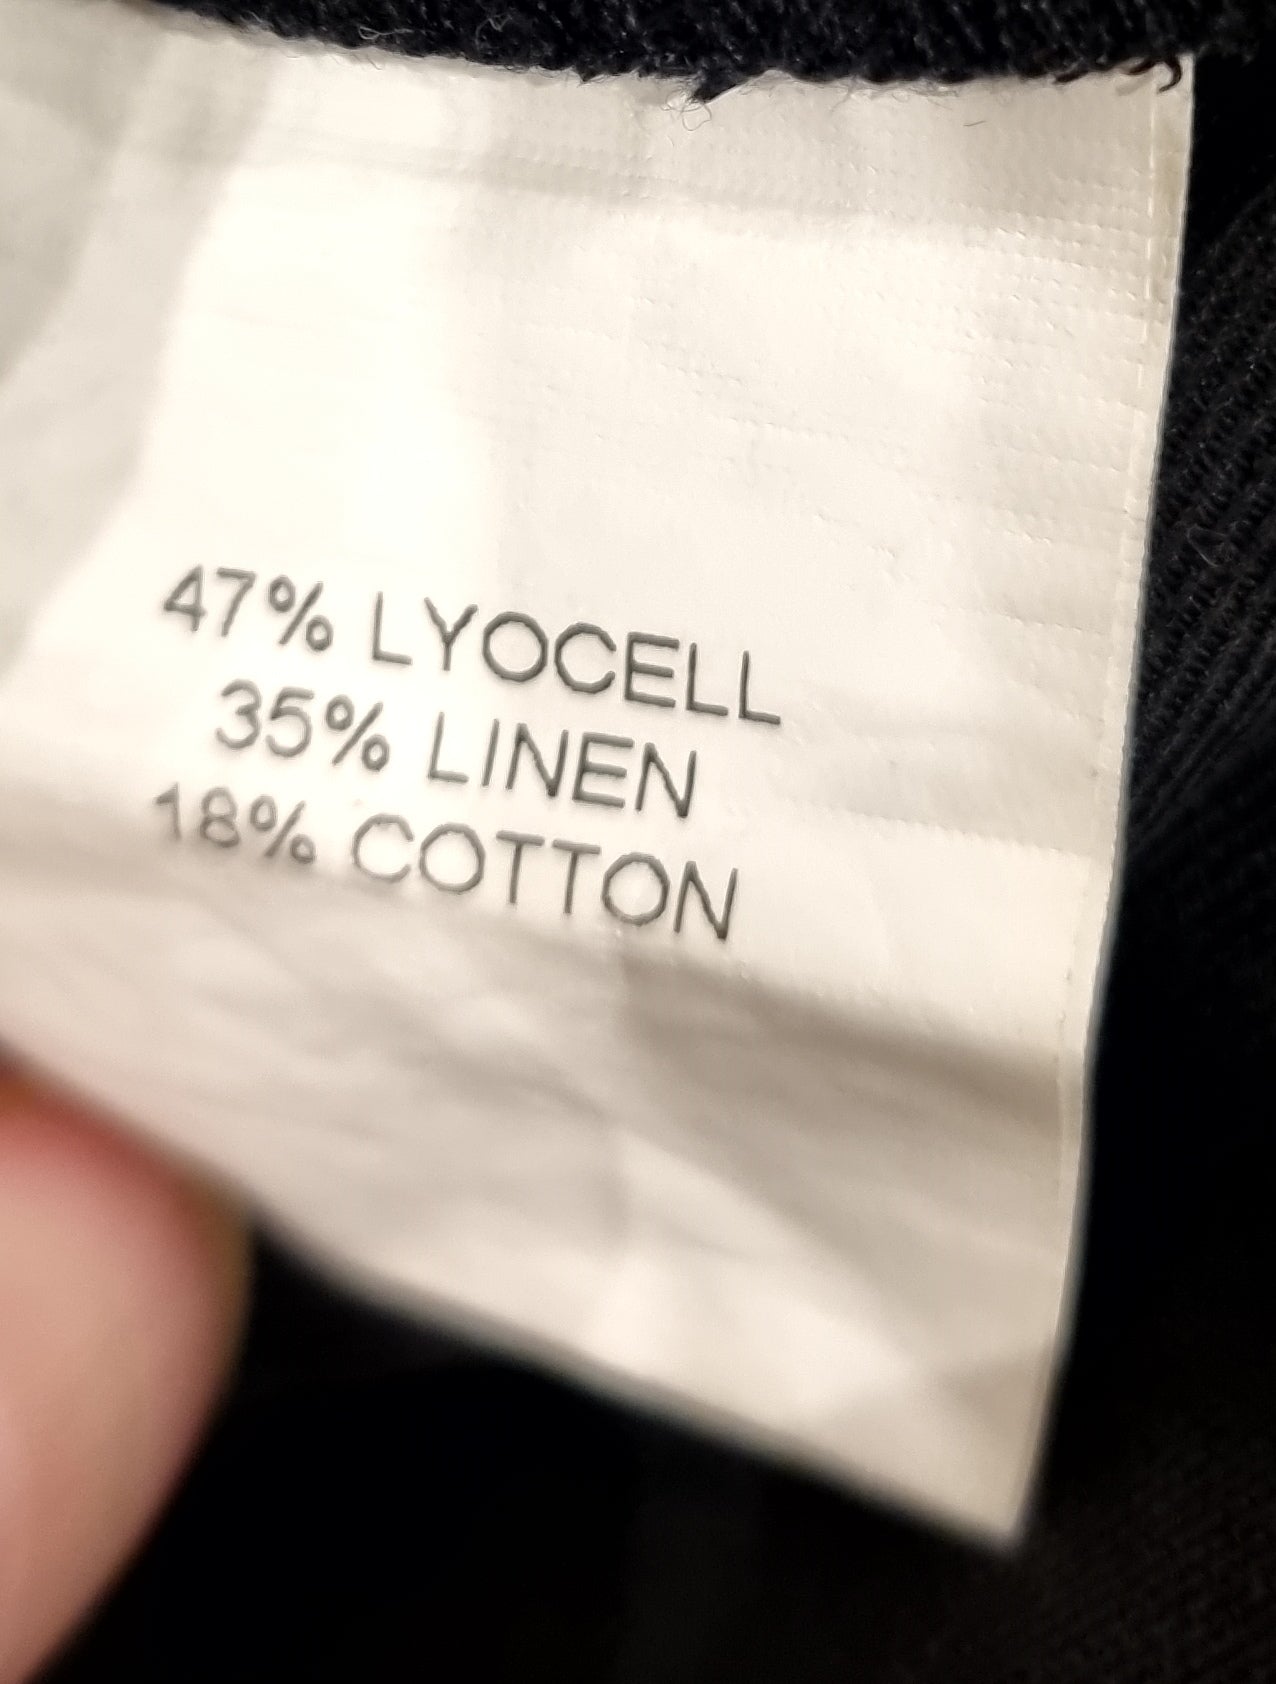 47% LYOCELL
35% LINEN
18% COTTON